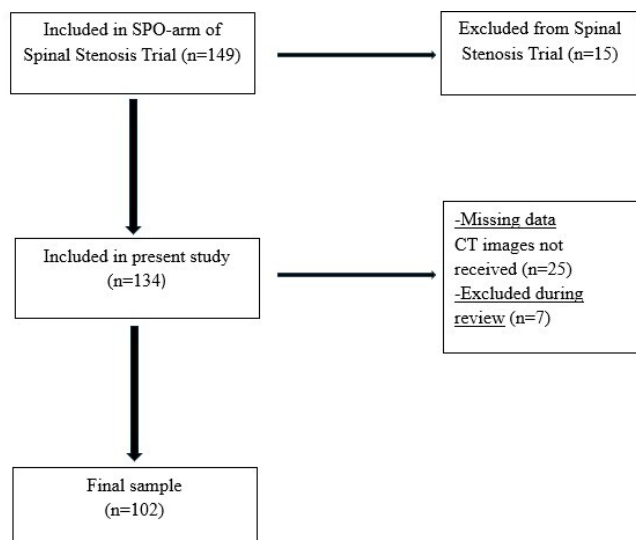 Included in SPO-arm of
Spinal Stenosis Trial (n=149)
Excluded from Spinal
Stenosis Trial (n=15)
Included in present study
(n=134)
-Missing data
CT images not
received (n=25)
-Excluded during
review (n=7)
Final sample
(n=102)